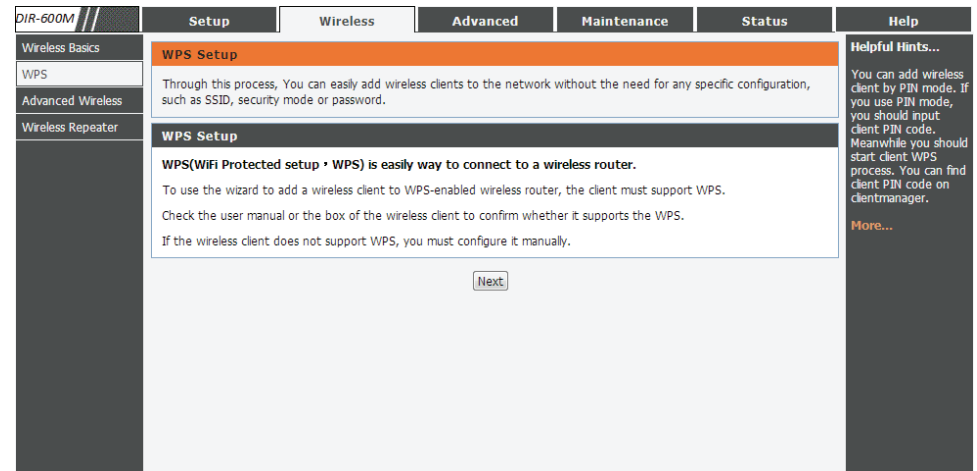 DIR-600M
Setup
Wireless
Advanced
Maintenance
Status
Help
Wireless Basics
WPS
Advanced Wireless
Wireless Repeater
WPS Setup
Through this process, You can easily add wireless clients to the network without the need for any specific configuration,
such as SSID, security mode or password.
WPS Setup
WPS(WiFi Protected setup，WPS) is easily way to connect to a wireless router.
To use the wizard to add a wireless client to WPS-enabled wireless router, the client must support WPS.
Check the user manual or the box of the wireless client to confirm whether it supports the WPS.
If the wireless client does not support WPS, you must configure it manually.
Next
Helpful Hints...
You can add wireless
client by PIN mode. If
you use PIN mode,
you should input
client PIN code.
Meanwhile you should
start client WPS
process. You can find
client PIN code on
clientmanager.
More...